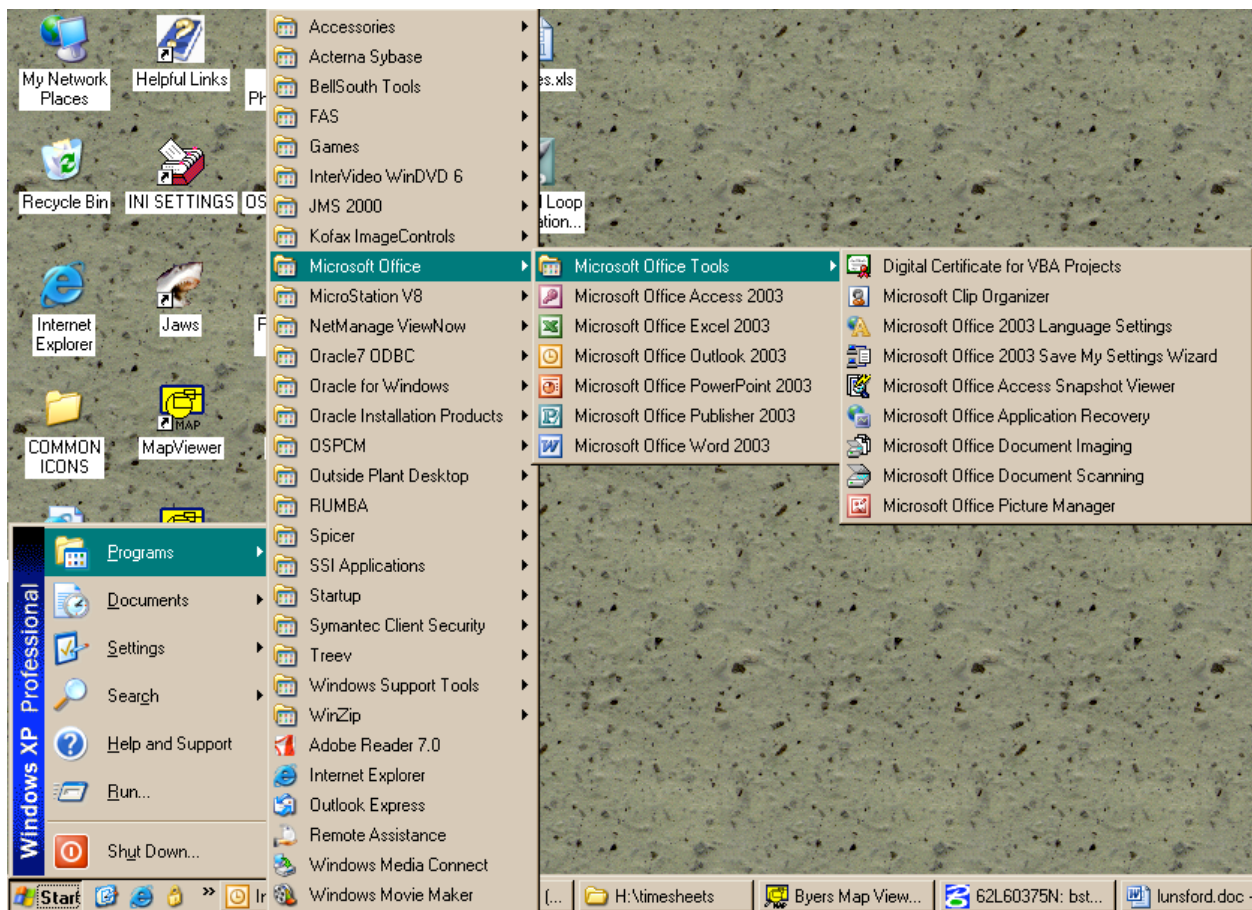 My Network
Places
Helpful Links
Ph
es.xls
Recycle Bin
INI SETTINGS
OS
l Loop
ation...
Internet
Explorer
Jaws
F
COMMON
ICONS
MAP
MapViewer
Accessories
Acterna Sybase
BellSouth Tools
FAS
Games
InterVideo WinDVD 6
JMS 2000
Kofax ImageControls
Microsoft Office
MicroStation V8
NetManage ViewNow
Oracle7 ODBC
Oracle for Windows
Oracle Installation Products
OSPCM
Outside Plant Desktop
RUMBA
Spicer
SSI Applications
Startup
Symantec Client Security
Treev
Windows Support Tools
WinZip
Adobe Reader 7.0
Internet Explorer
Outlook Express
Remote Assistance
Windows Media Connect
Windows Movie Maker
Microsoft Office Tools
Microsoft Office Access 2003
Microsoft Office Excel 2003
Microsoft Office Outlook 2003
Microsoft Office PowerPoint 2003
Microsoft Office Publisher 2003
Microsoft Office Word 2003
Digital Certificate for VBA Projects
Microsoft Clip Organizer
Microsoft Office 2003 Language Settings
Microsoft Office 2003 Save My Settings Wizard
Microsoft Office Access Snapshot Viewer
Microsoft Office Application Recovery
Microsoft Office Document Imaging
Microsoft Office Document Scanning
Microsoft Office Picture Manager
Windows XP Professional
Programs
Documents
Settings
Search
Help and Support
Run...
Shut Down...
Start
»
In
(...
H:\timesheets
Byers Map View...
62L60375N: bst...
lunsford.doc